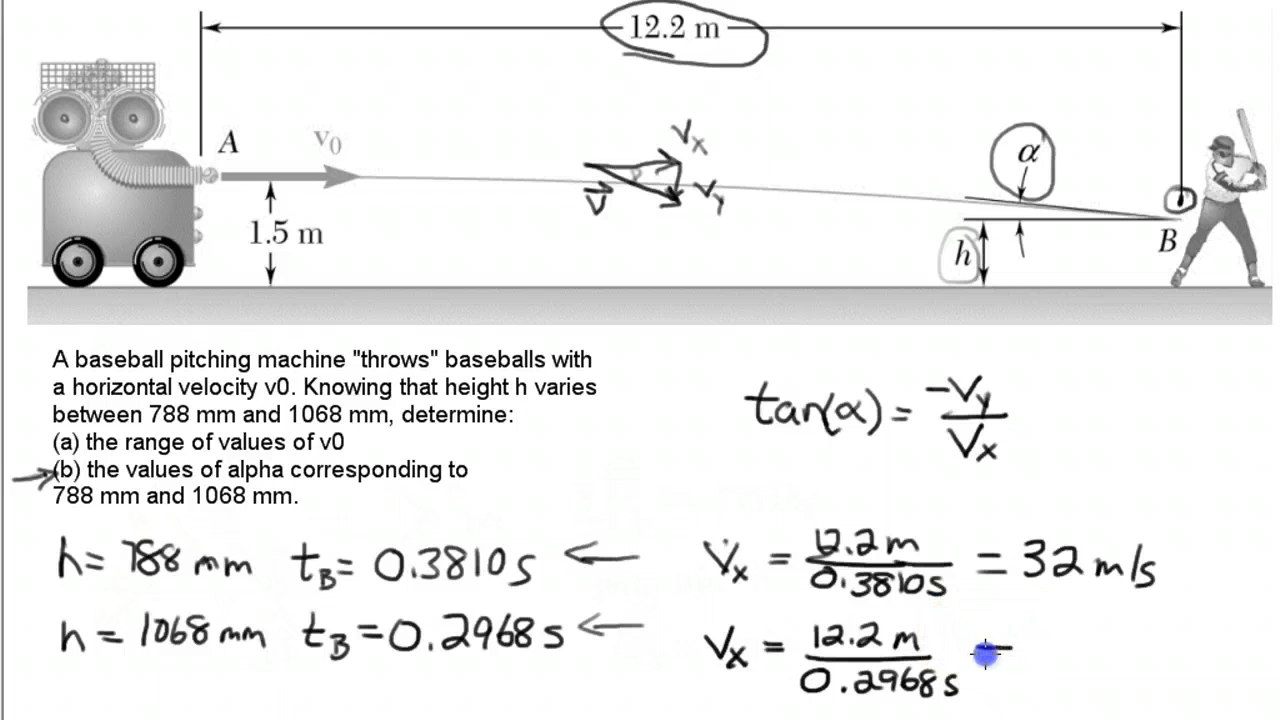 12.2 m
A
v0
Vx
α
V
Vy
1.5 m
h
B
A baseball pitching machine "throws" baseballs with
a horizontal velocity v0. Knowing that height h varies
between 788 mm and 1068 mm, determine:
(a) the range of values of v0
(b) the values of alpha corresponding to
788 mm and 1068 mm.
tan(α) = -Vy/Vx
h = 788 mm tB = 0.3810 s
Vx = 12.2 m/0.3810 s = 32 m/s
h = 1068 mm tB = 0.2968 s
Vx = 12.2 m/0.2968 s =